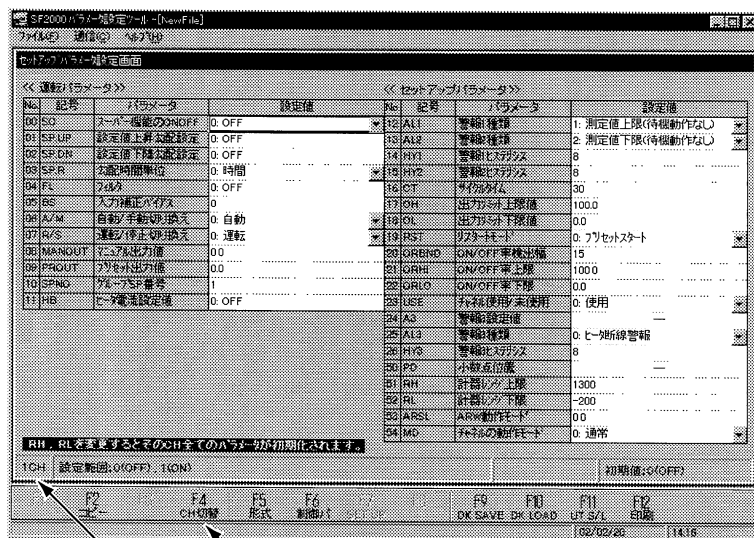 SF2000 パラメータ設定ツール -[NewFile]
ファイル(F) 通信(C) ヘルプ(H)
セットアップパラメータ設定画面
<< 運転パラメータ>>
No. 記号 パラメータ 設定値
00 SC スーパー機能のON/OFF 0: OFF
01 SP.UP 設定値上昇勾配設定 0: OFF
02 SP.DN 設定値下降勾配設定 0: OFF
03 SP.R 勾配時間単位 0: 時間
04 FL フィルタ 0: OFF
05 BS 入力補正バイアス 0
06 A/M 自動/手動切り換え 0: 自動
07 R/S 運転/停止切り換え 0: 運転
08 MANOUT マニュアル出力値 0.0
09 PROUT プリセット出力値 0.0
10 SPNO グループSP番号 1
11 HB ヒータ電流設定値 0: OFF
<< セットアップパラメータ>>
No 記号 パラメータ 設定値
12 AL1 警報1種類 1: 測定値上限(待機動作なし)
13 AL2 警報2種類 2: 測定値下限(待機動作なし)
14 HY1 警報1ヒステリシス 8
15 HY2 警報2ヒステリシス 8
16 CT サイクルタイム 30
17 OH 出力リミット上限値 100.0
18 OL 出力リミット下限値 0.0
19 RST リスタートモード 0: プリセットスタート
20 ORBND ON/OFF率検出幅 15
21 ORHI ON/OFF率上限 100.0
22 ORLO ON/OFF率下限 0.0
23 USE チャネル使用/未使用 0: 使用
24 A3 警報3設定値 —
25 AL3 警報3種類 0: ヒータ断線警報
26 HY3 警報3ヒステリシス 8
50 PD 小数点位置 —
51 RH 計器レンジ上限 1300
52 RL 計器レンジ下限 -200
53 ARSL ARW動作モード 0.0
54 MD チャネルの動作モード 0: 通常
RH , RLを変更するとそのCH全てのパラメータが初期化されます。
1CH 設定範囲:0(OFF) , 1(ON) 初期値:0(OFF)
F2 F4 F5 F6 F9 F10 F11 F12
コピー CH切替 形式 制御パ SETUP DK SAVE DK LOAD UT S/L 印刷
02/02/20 14:16